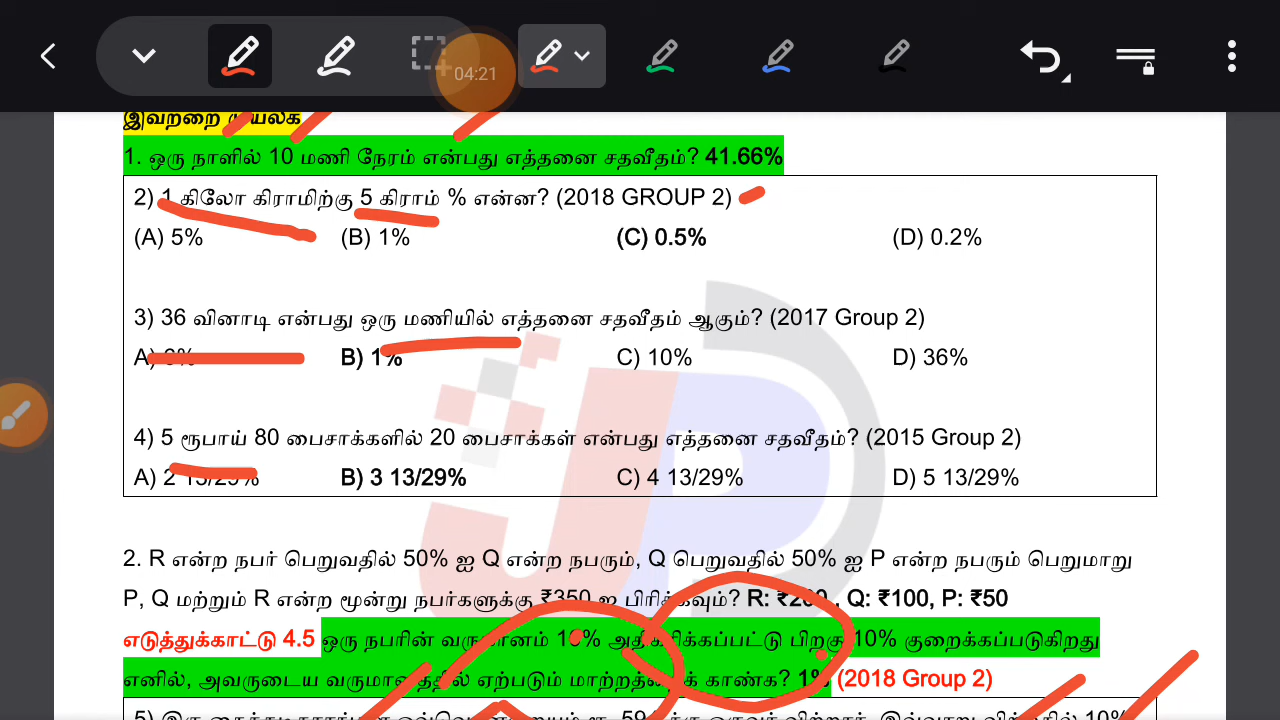 04:21
இவற்றை முயல்க
1. ஒரு நாளில் 10 மணி நேரம் என்பது எத்தனை சதவீதம்? 41.66%
2) 1 கிலோ கிராமிற்கு 5 கிராம் % என்ன? (2018 GROUP 2)
(A) 5% (B) 1% (C) 0.5% (D) 0.2%
3) 36 வினாடி என்பது ஒரு மணியில் எத்தனை சதவீதம் ஆகும்? (2017 Group 2)
A) B) 1% C) 10% D) 36%
4) 5 ரூபாய் 80 பைசாக்களில் 20 பைசாக்கள் என்பது எத்தனை சதவீதம்? (2015 Group 2)
A) 2 13/29% B) 3 13/29% C) 4 13/29% D) 5 13/29%
2. R என்ற நபர் பெறுவதில் 50% ஐ Q என்ற நபரும், Q பெறுவதில் 50% ஐ P என்ற நபரும் பெறுமாறு
P, Q மற்றும் R என்ற மூன்று நபர்களுக்கு ₹350 ஐ பிரிக்கவும்? R: ₹200 , Q: ₹100, P: ₹50
எடுத்துக்காட்டு 4.5 ஒரு நபரின் வருமானம் 10% அதிகரிக்கப்பட்டு பிறகு 10% குறைக்கப்படுகிறது
எனில், அவருடைய வருமானத்தில் ஏற்படும் மாற்றத்தைக் காண்க? 1% (2018 Group 2)